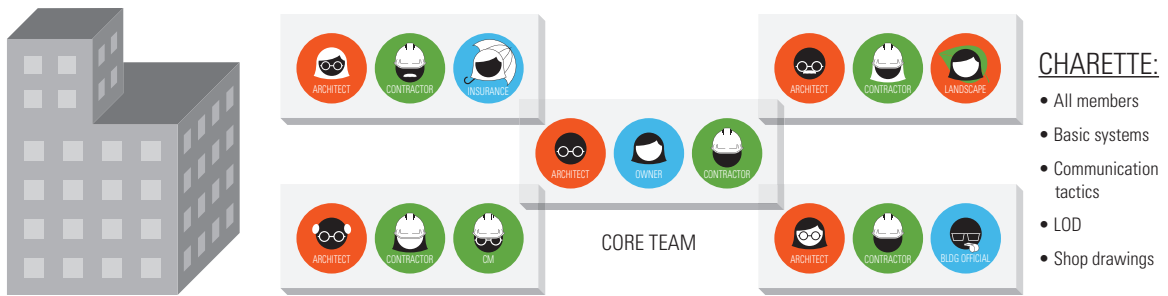 ARCHITECT
CONTRACTOR
INSURANCE
ARCHITECT
CONTRACTOR
LANDSCAPE
ARCHITECT
OWNER
CONTRACTOR
ARCHITECT
CONTRACTOR
CM
CORE TEAM
ARCHITECT
CONTRACTOR
BLDG OFFICIAL
CHARETTE:
• All members
• Basic systems
• Communication
tactics
• LOD
• Shop drawings